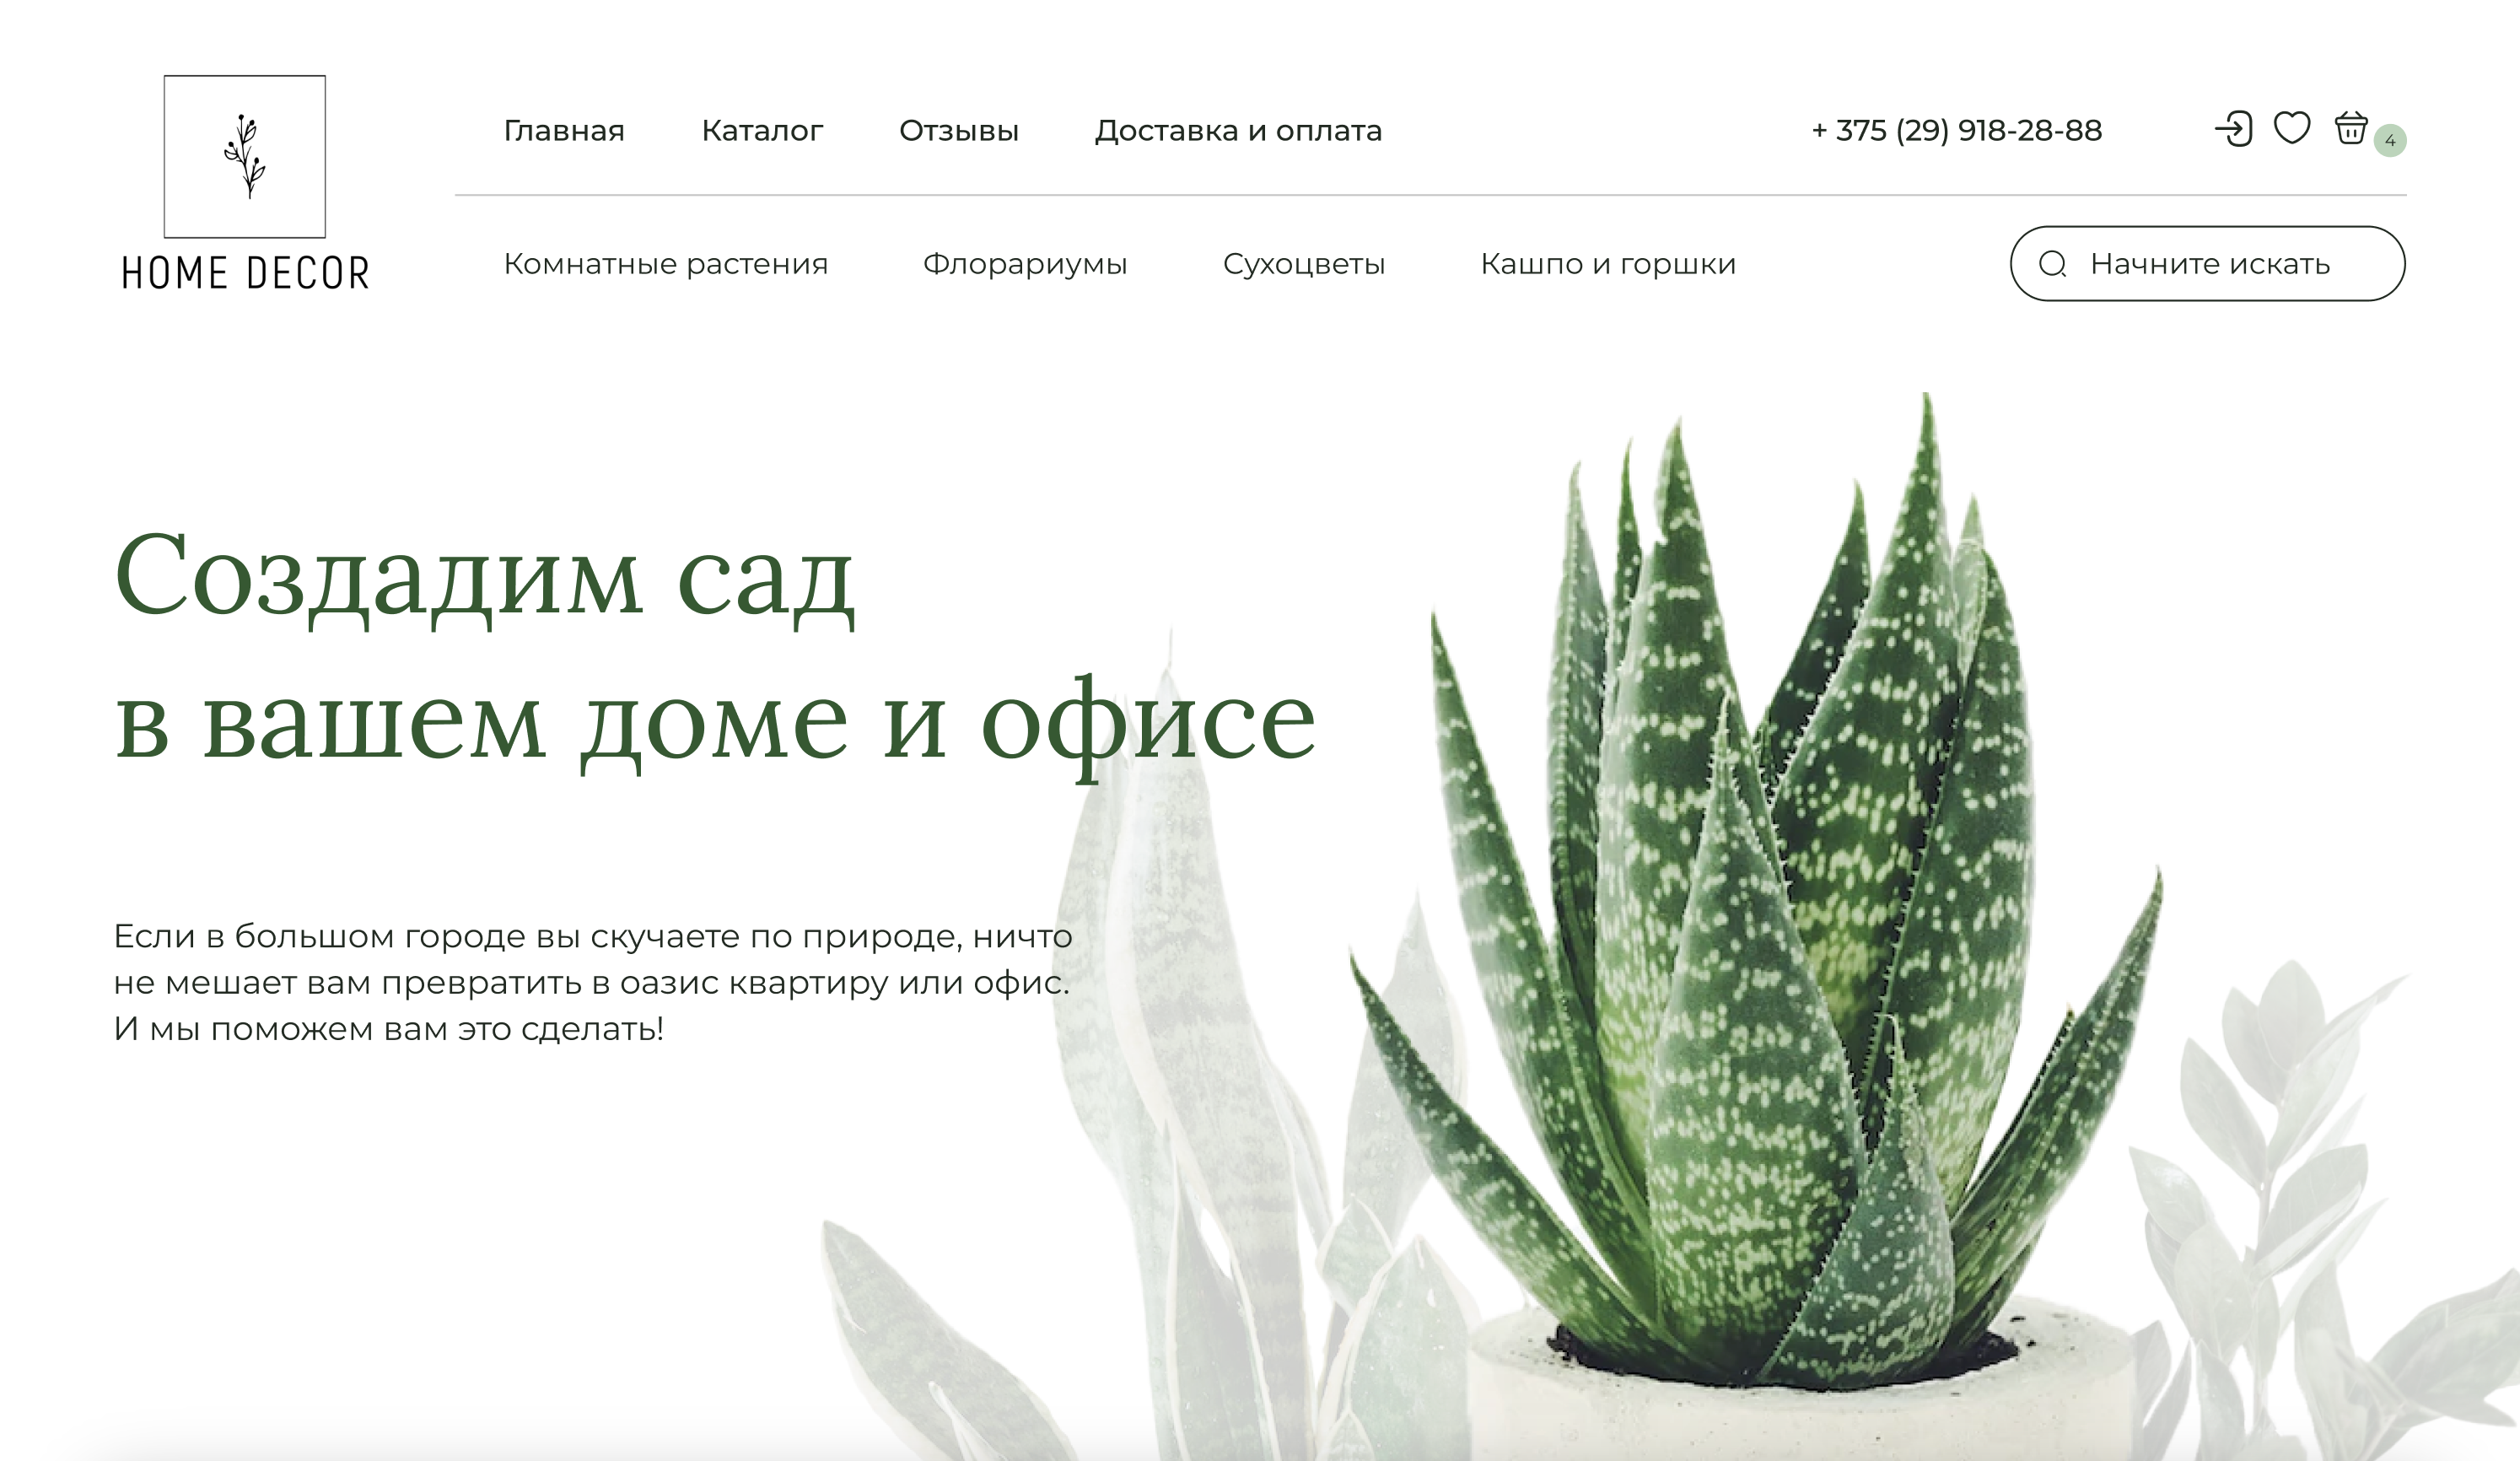 HOME DECOR
Главная Каталог Отзывы Доставка и оплата + 375 (29) 918-28-88 4
Комнатные растения Флорариумы Сухоцветы Кашпо и горшки Начните искать
Создадим сад
в вашем доме и офисе
Если в большом городе вы скучаете по природе, ничто
не мешает вам превратить в оазис квартиру или офис.
И мы поможем вам это сделать!